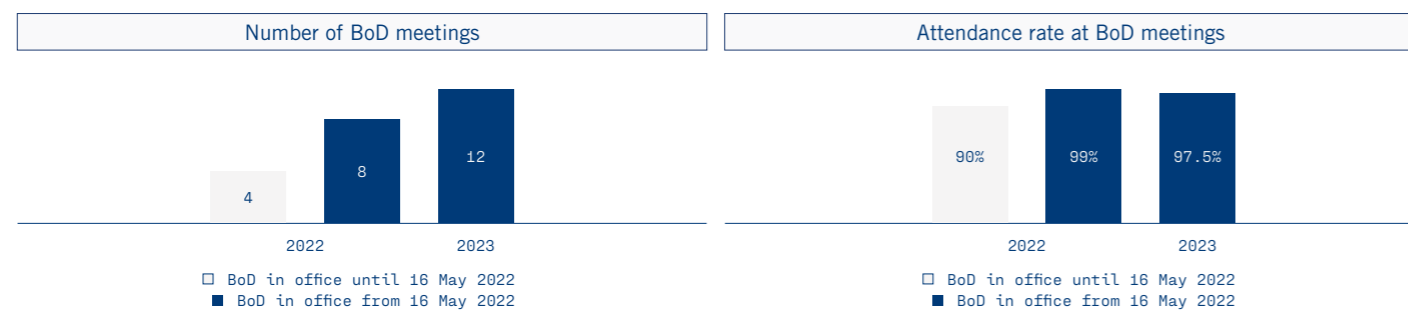 Number of BoD meetings
4
8
12
2022
2023
□ BoD in office until 16 May 2022
■ BoD in office from 16 May 2022
Attendance rate at BoD meetings
90%
99%
97.5%
2022
2023
□ BoD in office until 16 May 2022
■ BoD in office from 16 May 2022